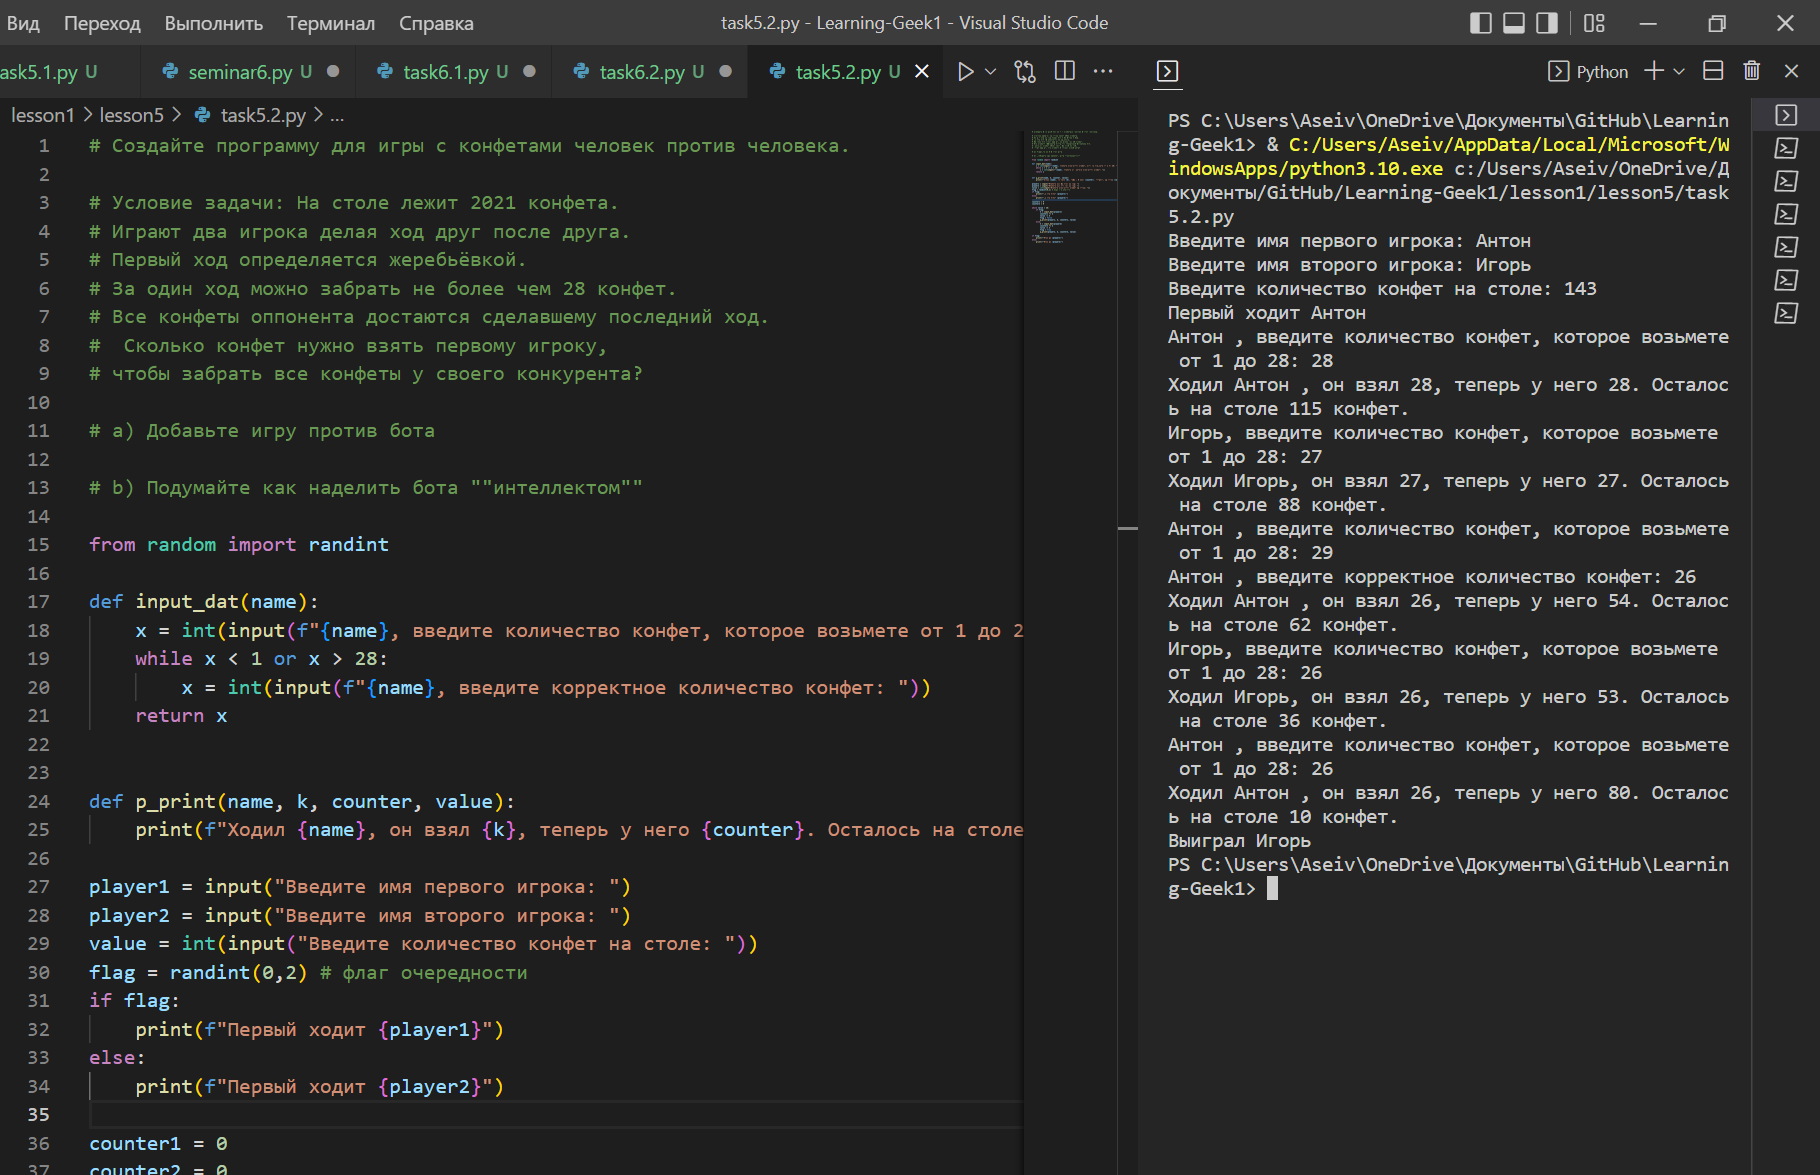 Вид Переход Выполнить Терминал Справка task5.2.py - Learning-Geek1 - Visual Studio Code
ask5.1.py U seminar6.py U task6.1.py U task6.2.py U task5.2.py U Python
lesson1 > lesson5 > task5.2.py > ...
1 # Создайте программу для игры с конфетами человек против человека.
2
3 # Условие задачи: На столе лежит 2021 конфета.
4 # Играют два игрока делая ход друг после друга.
5 # Первый ход определяется жеребьёвкой.
6 # За один ход можно забрать не более чем 28 конфет.
7 # Все конфеты оппонента достаются сделавшему последний ход.
8 #  Сколько конфет нужно взять первому игроку,
9 # чтобы забрать все конфеты у своего конкурента?
10
11 # a) Добавьте игру против бота
12
13 # b) Подумайте как наделить бота ""интеллектом""
14
15 from random import randint
16
17 def input_dat(name):
18     x = int(input(f"{name}, введите количество конфет, которое возьмете от 1 до 2
19     while x < 1 or x > 28:
20         x = int(input(f"{name}, введите корректное количество конфет: "))
21     return x
22
23
24 def p_print(name, k, counter, value):
25     print(f"Ходил {name}, он взял {k}, теперь у него {counter}. Осталось на столе
26
27 player1 = input("Введите имя первого игрока: ")
28 player2 = input("Введите имя второго игрока: ")
29 value = int(input("Введите количество конфет на столе: "))
30 flag = randint(0,2) # флаг очередности
31 if flag:
32     print(f"Первый ходит {player1}")
33 else:
34     print(f"Первый ходит {player2}")
35
36 counter1 = 0
37 counter2 = 0
PS C:\Users\Aseiv\OneDrive\Документы\GitHub\Learnin
g-Geek1> & C:/Users/Aseiv/AppData/Local/Microsoft/W
indowsApps/python3.10.exe c:/Users/Aseiv/OneDrive/Д
окументы/GitHub/Learning-Geek1/lesson1/lesson5/task
5.2.py
Введите имя первого игрока: Антон
Введите имя второго игрока: Игорь
Введите количество конфет на столе: 143
Первый ходит Антон
Антон , введите количество конфет, которое возьмете
 от 1 до 28: 28
Ходил Антон , он взял 28, теперь у него 28. Осталос
ь на столе 115 конфет.
Игорь, введите количество конфет, которое возьмете
от 1 до 28: 27
Ходил Игорь, он взял 27, теперь у него 27. Осталось
 на столе 88 конфет.
Антон , введите количество конфет, которое возьмете
 от 1 до 28: 29
Антон , введите корректное количество конфет: 26
Ходил Антон , он взял 26, теперь у него 54. Осталос
ь на столе 62 конфет.
Игорь, введите количество конфет, которое возьмете
от 1 до 28: 26
Ходил Игорь, он взял 26, теперь у него 53. Осталось
 на столе 36 конфет.
Антон , введите количество конфет, которое возьмете
 от 1 до 28: 26
Ходил Антон , он взял 26, теперь у него 80. Осталос
ь на столе 10 конфет.
Выиграл Игорь
PS C:\Users\Aseiv\OneDrive\Документы\GitHub\Learnin
g-Geek1>